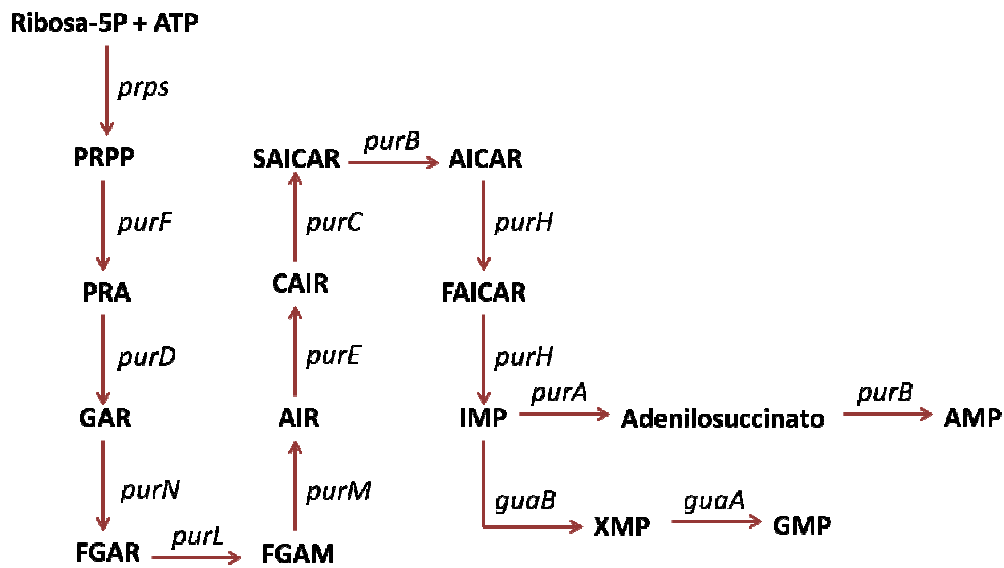 Ribosa-5P + ATP
prps
PRPP
purF
PRA
purD
GAR
purN
FGAR
purL
FGAM
purM
AIR
purE
CAIR
purC
SAICAR
purB
AICAR
purH
FAICAR
purH
IMP
purA
Adenilosuccinato
purB
AMP
guaB
XMP
guaA
GMP